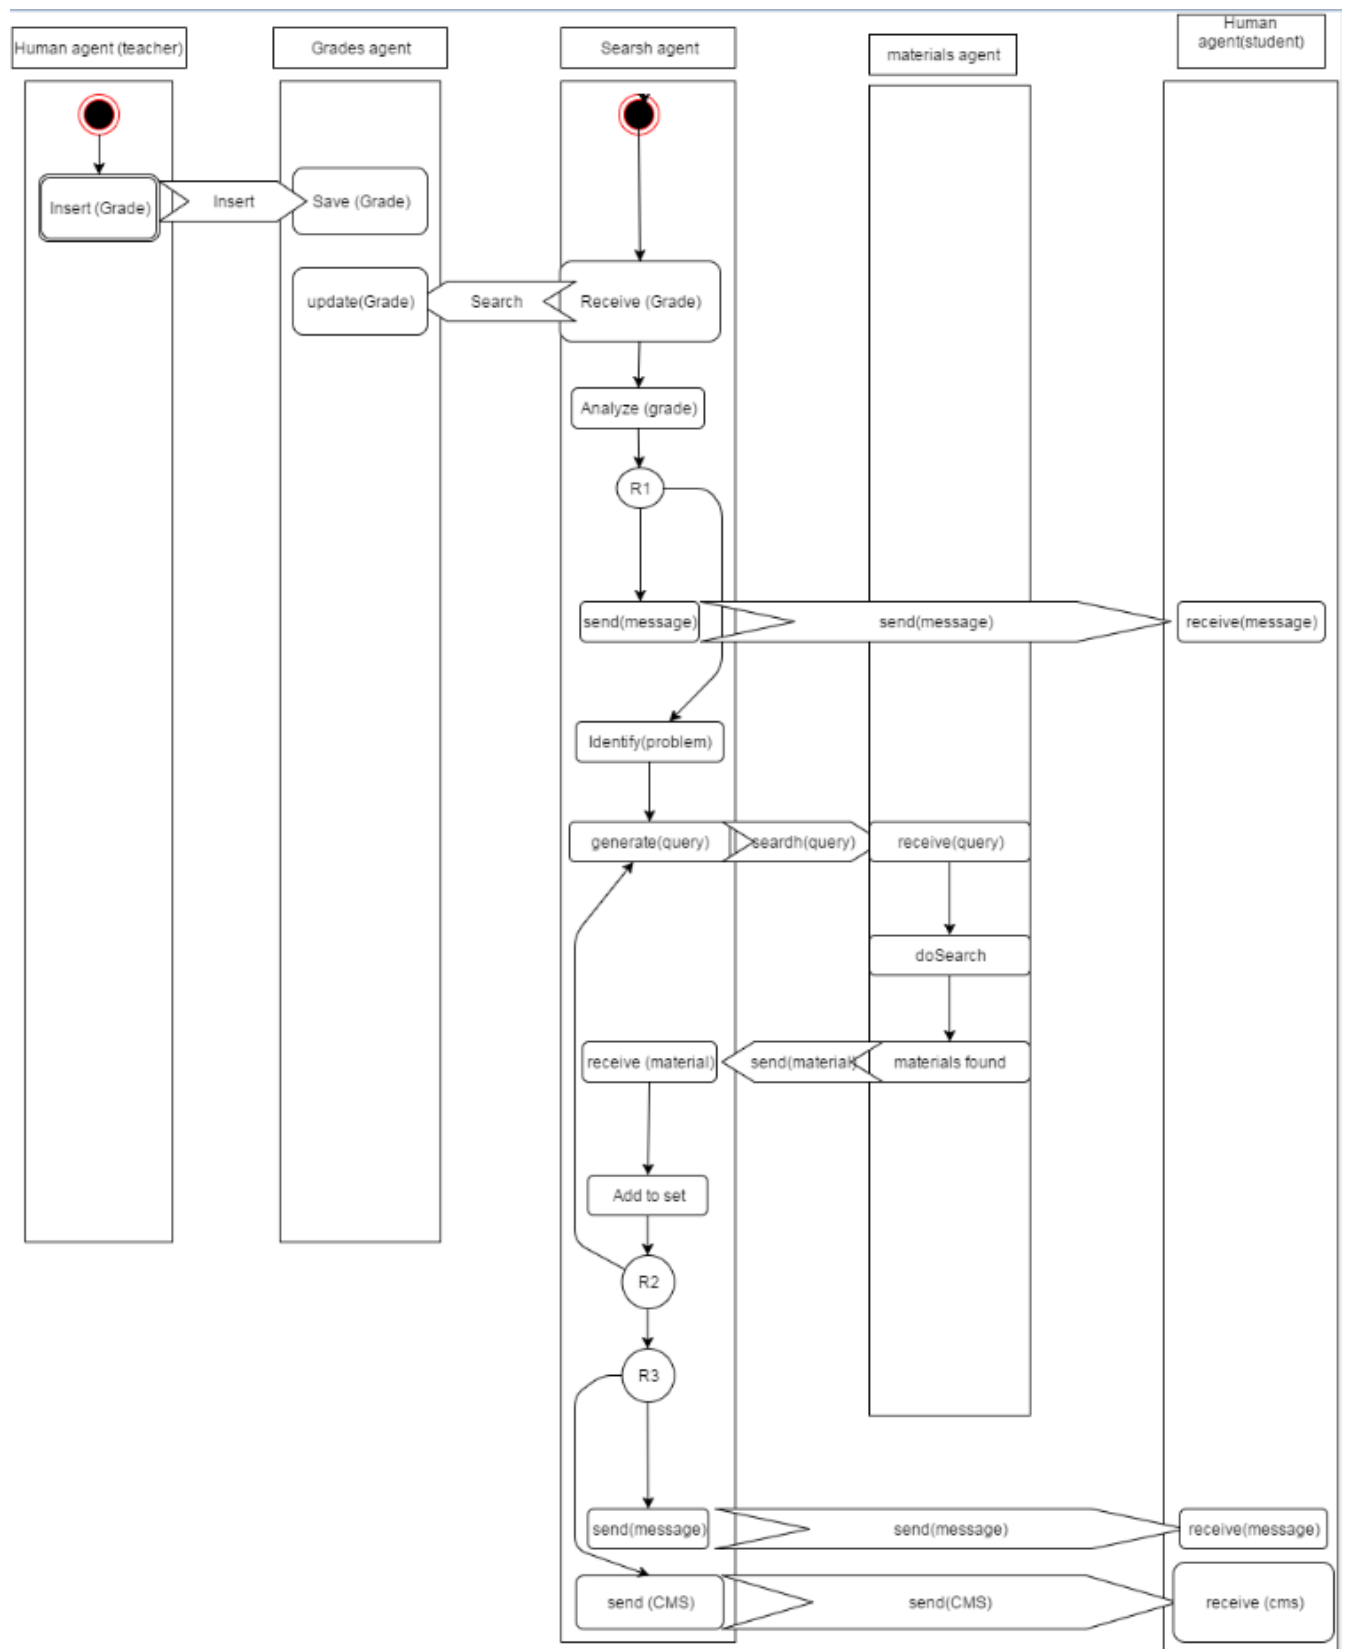 Human agent (teacher)
Grades agent
Searsh agent
materials agent
Human
agent(student)
Insert (Grade)
Insert
Save (Grade)
update(Grade)
Search
Receive (Grade)
Analyze (grade)
R1
send(message)
send(message)
receive(message)
Identify(problem)
generate(query)
seardh(query)
receive(query)
doSearch
receive (material)
send(material)
materials found
Add to set
R2
R3
send(message)
send(message)
receive(message)
send (CMS)
send(CMS)
receive (cms)